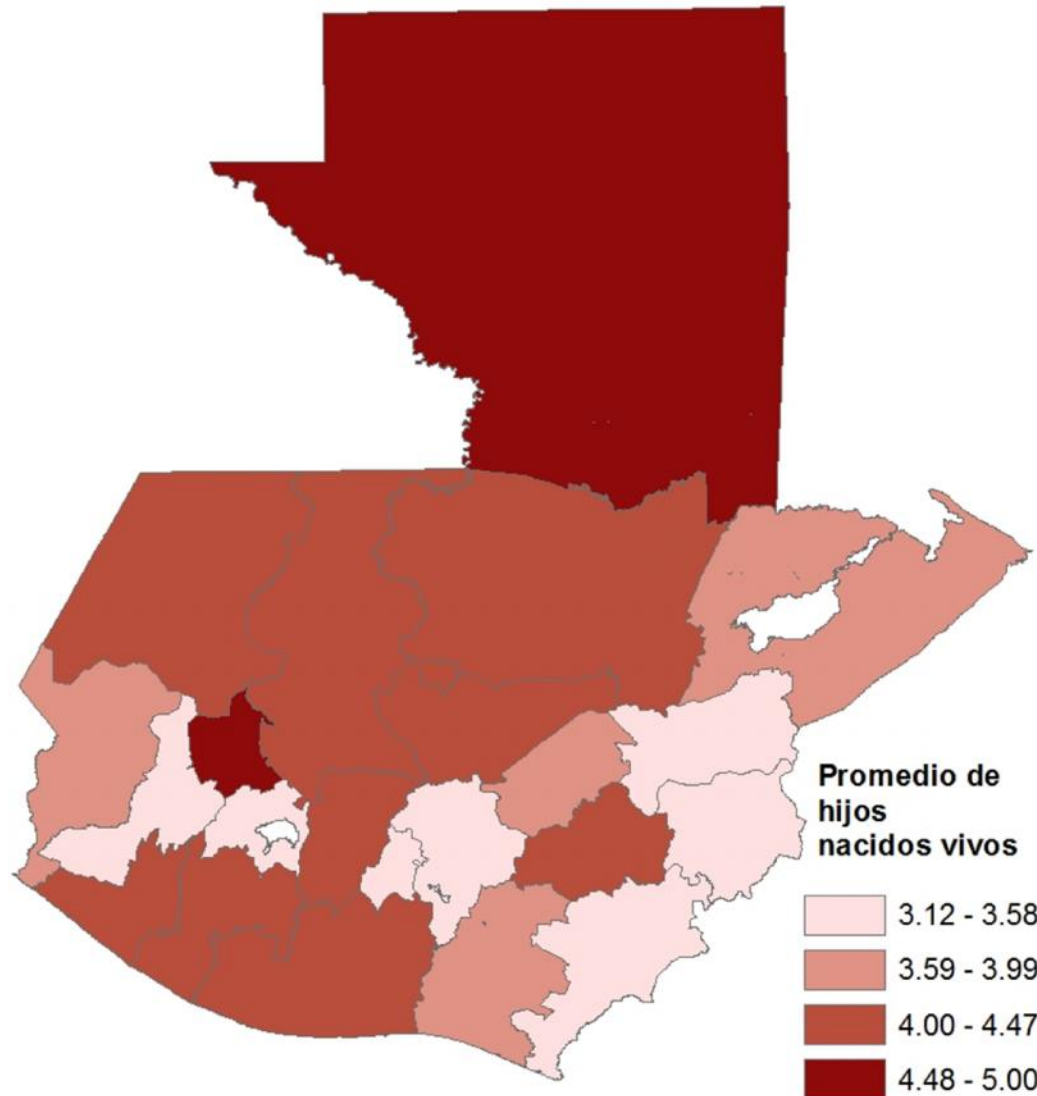 Promedio de
hijos
nacidos vivos
3.12 - 3.58
3.59 - 3.99
4.00 - 4.47
4.48 - 5.00